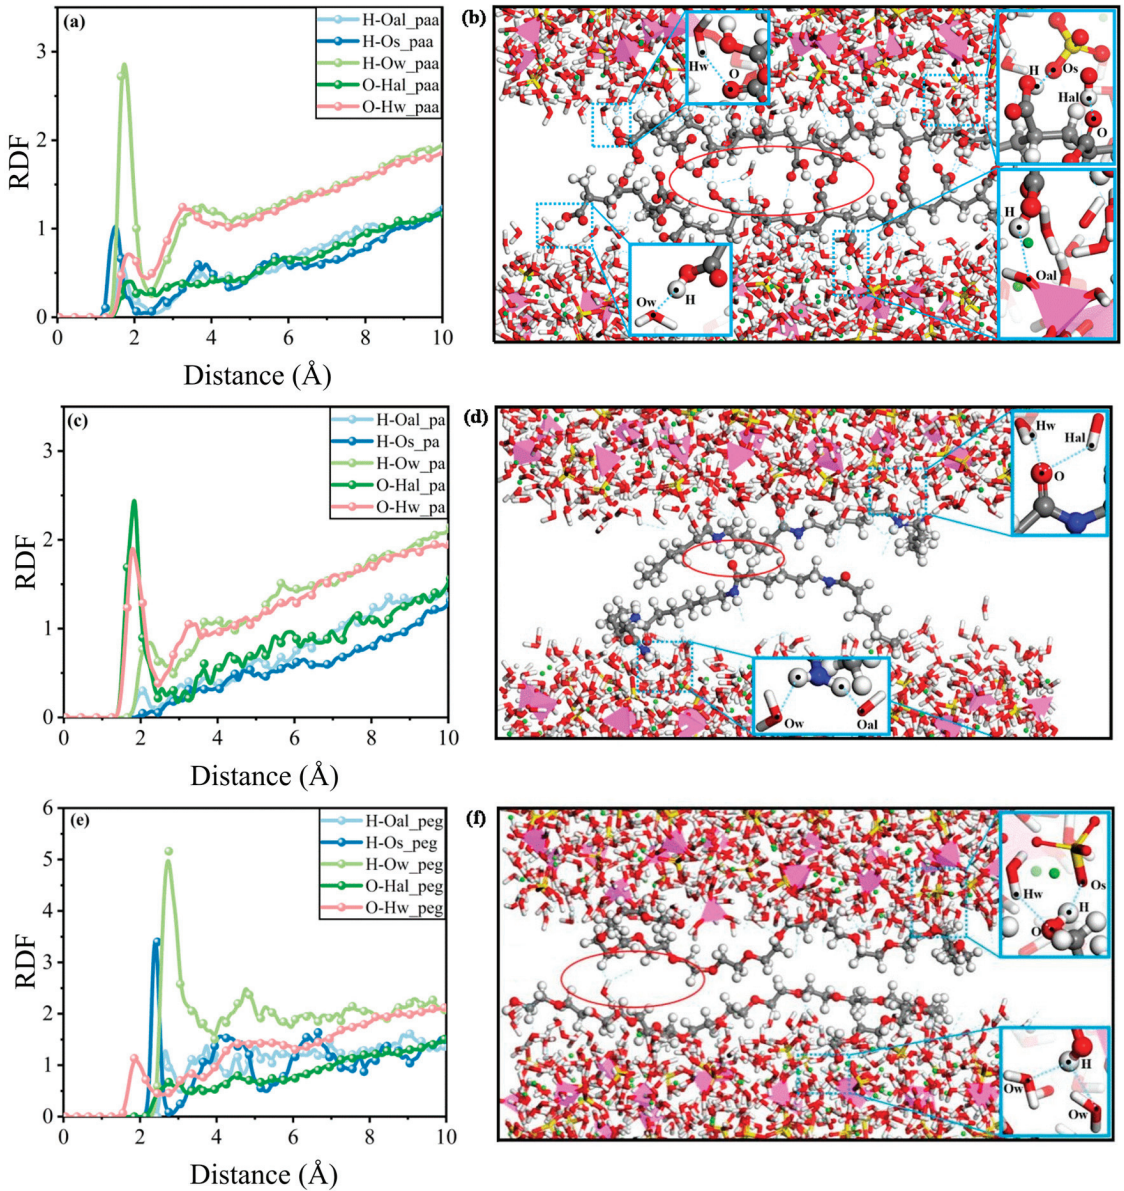 (a)
H-Oal_paa
H-Os_paa
H-Ow_paa
O-Hal_paa
O-Hw_paa
3
2
1
0
RDF
0 2 4 6 8 10
Distance (Å)
(b)
Hw
O
H
Os
Hal
O
H
Oal
Ow
H
(c)
H-Oal_pa
H-Os_pa
H-Ow_pa
O-Hal_pa
O-Hw_pa
3
2
1
0
RDF
0 2 4 6 8 10
Distance (Å)
(d)
Hw
Hal
O
Ow
Oal
(e)
H-Oal_peg
H-Os_peg
H-Ow_peg
O-Hal_peg
O-Hw_peg
6
5
4
3
2
1
0
RDF
0 2 4 6 8 10
Distance (Å)
(f)
Hw
Os
H
O
H
Ow
Ow